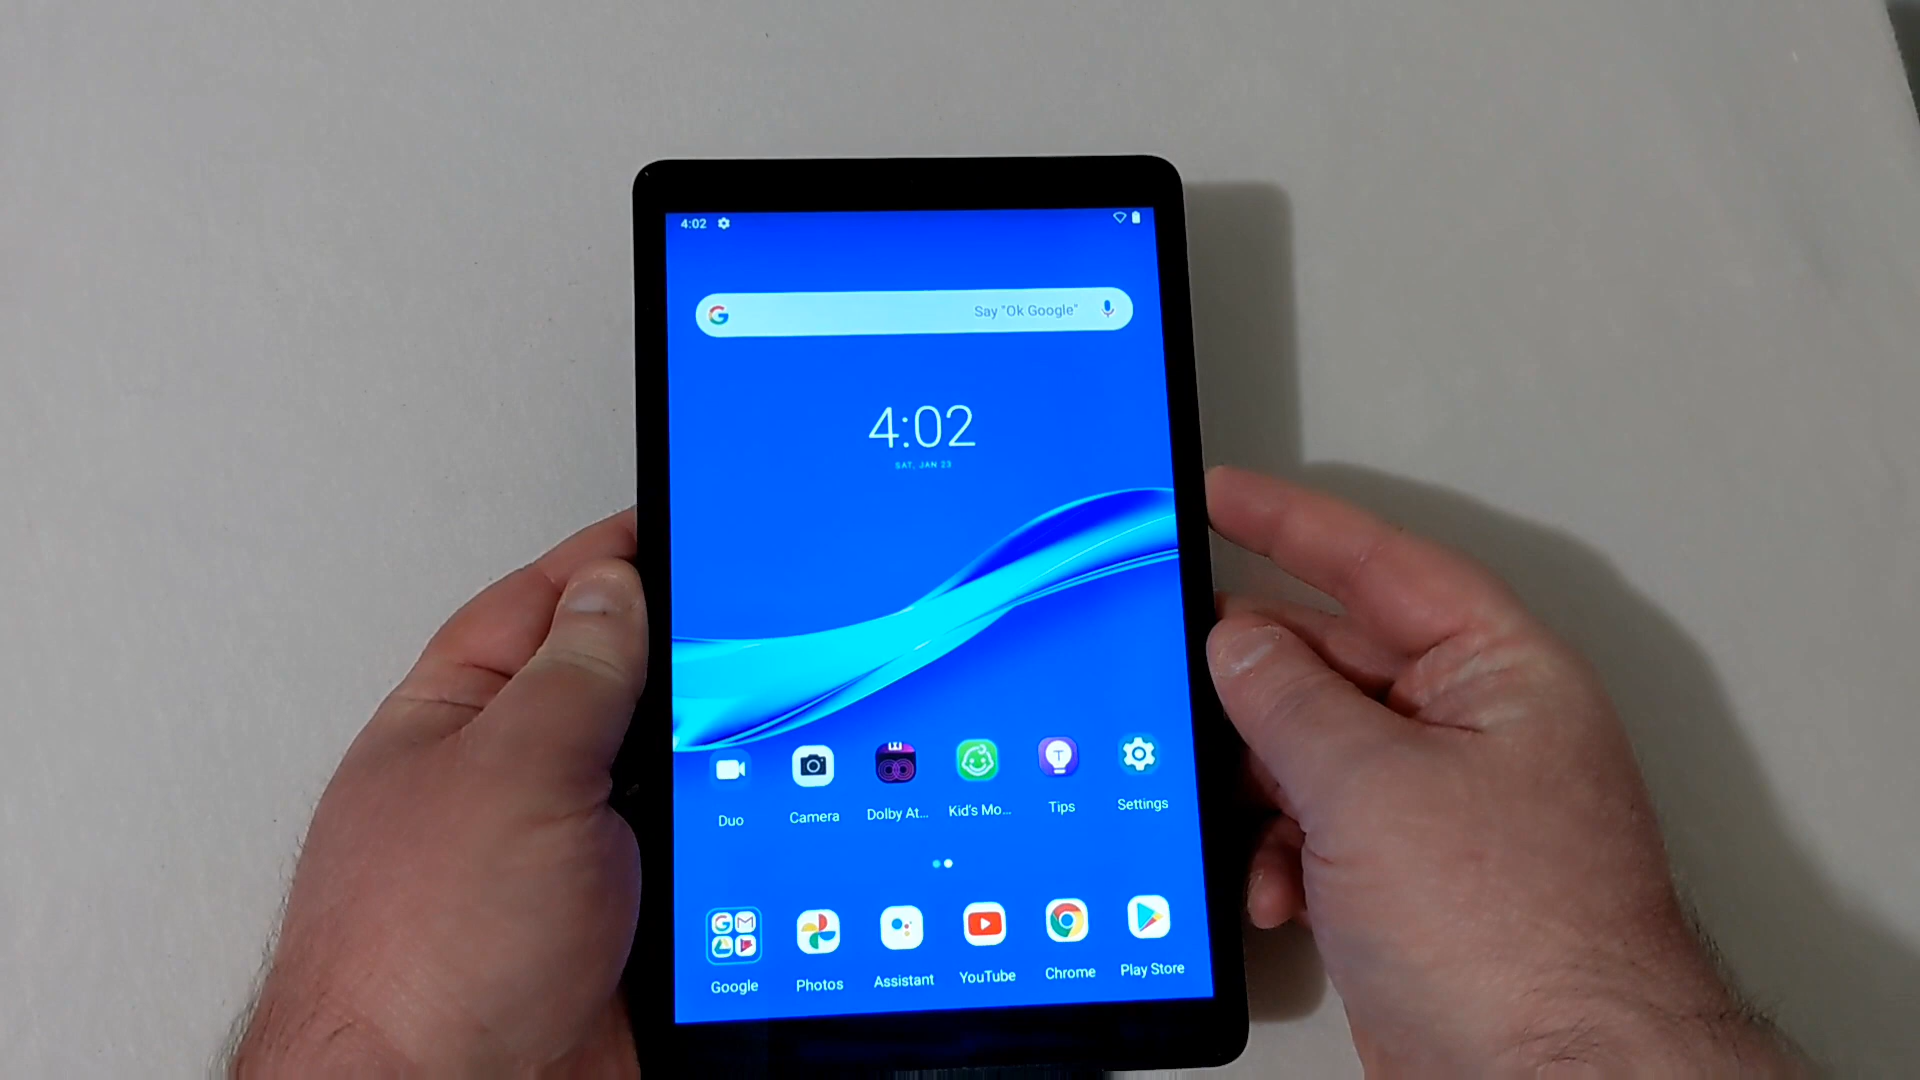 4:02
Say "Ok Google"
4:02
SAT, JAN 23
Duo Camera Dolby At... Kid's Mo... Tips Settings
Google Photos Assistant YouTube Chrome Play Store